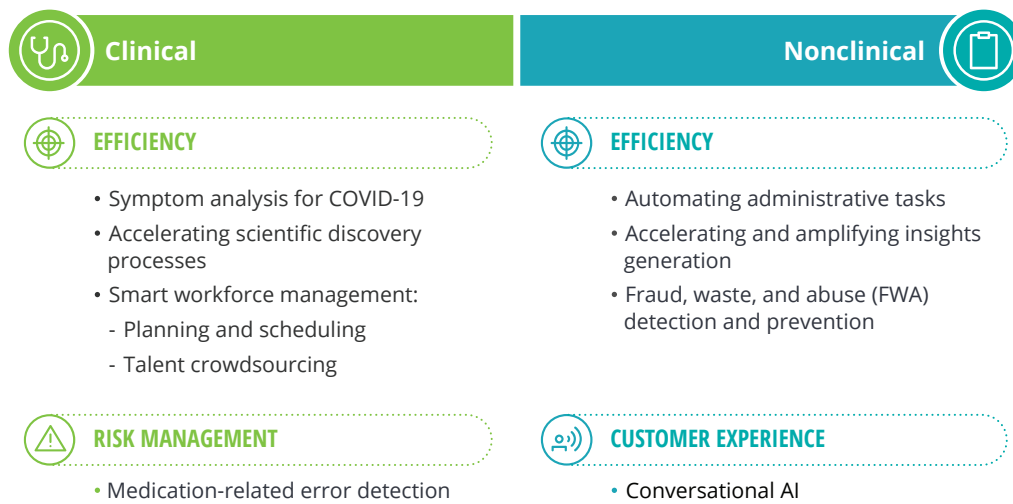 Clinical
EFFICIENCY
• Symptom analysis for COVID-19
• Accelerating scientific discovery
processes
• Smart workforce management:
- Planning and scheduling
- Talent crowdsourcing
RISK MANAGEMENT
• Medication-related error detection
Nonclinical
EFFICIENCY
• Automating administrative tasks
• Accelerating and amplifying insights
generation
• Fraud, waste, and abuse (FWA)
detection and prevention
CUSTOMER EXPERIENCE
• Conversational AI